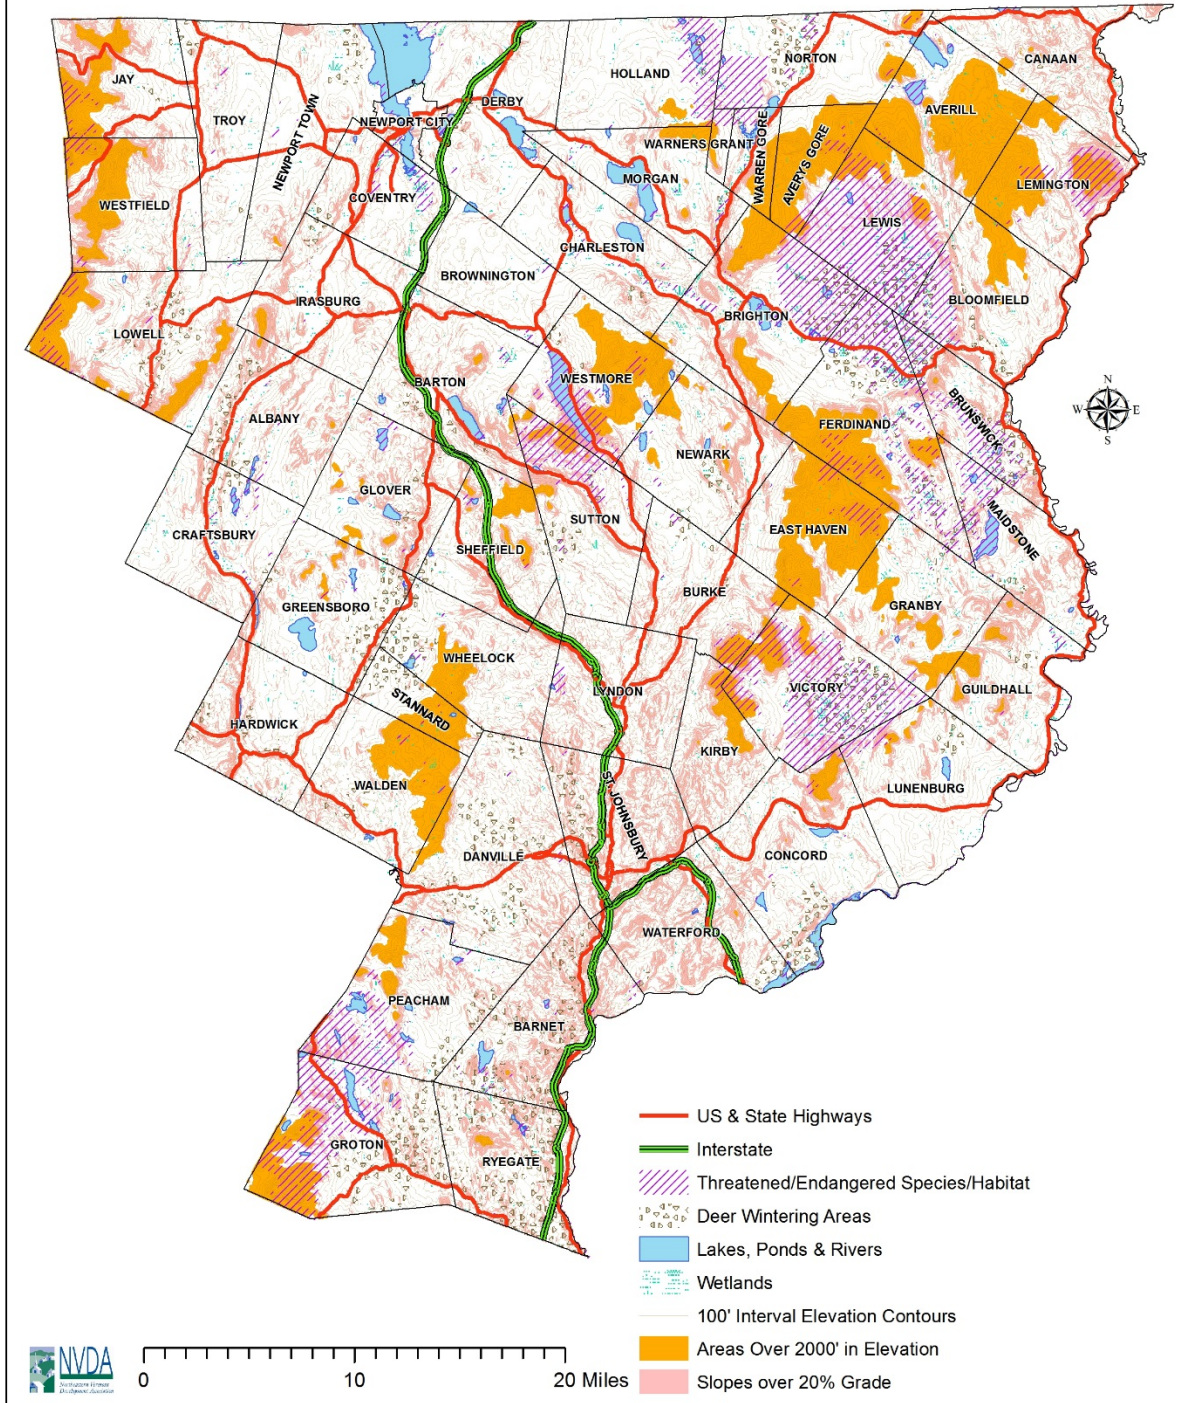 NORTON
CANAAN
HOLLAND
JAY
DERBY
AVERILL
TROY
NEWPORT CITY
NEWPORT TOWN
WARNERS GRANT
WARREN GORE
AVERYS GORE
MORGAN
LEMINGTON
COVENTRY
WESTFIELD
LEWIS
CHARLESTON
BROWNINGTON
IRASBURG
BLOOMFIELD
BRIGHTON
LOWELL
BARTON
WESTMORE
N
W E
S
BRUNSWICK
ALBANY
FERDINAND
NEWARK
GLOVER
MAIDSTONE
SUTTON
EAST HAVEN
CRAFTSBURY
SHEFFIELD
BURKE
GREENSBORO
GRANBY
WHEELOCK
LYNDON
VICTORY
GUILDHALL
STANNARD
HARDWICK
KIRBY
WALDEN
LUNENBURG
ST. JOHNSBURY
DANVILLE
CONCORD
WATERFORD
PEACHAM
BARNET
GROTON
RYEGATE
US & State Highways
Interstate
Threatened/Endangered Species/Habitat
Deer Wintering Areas
Lakes, Ponds & Rivers
Wetlands
100' Interval Elevation Contours
Areas Over 2000' in Elevation
Slopes over 20% Grade
NVDA
Northeastern Vermont
Development Association
0 10 20 Miles